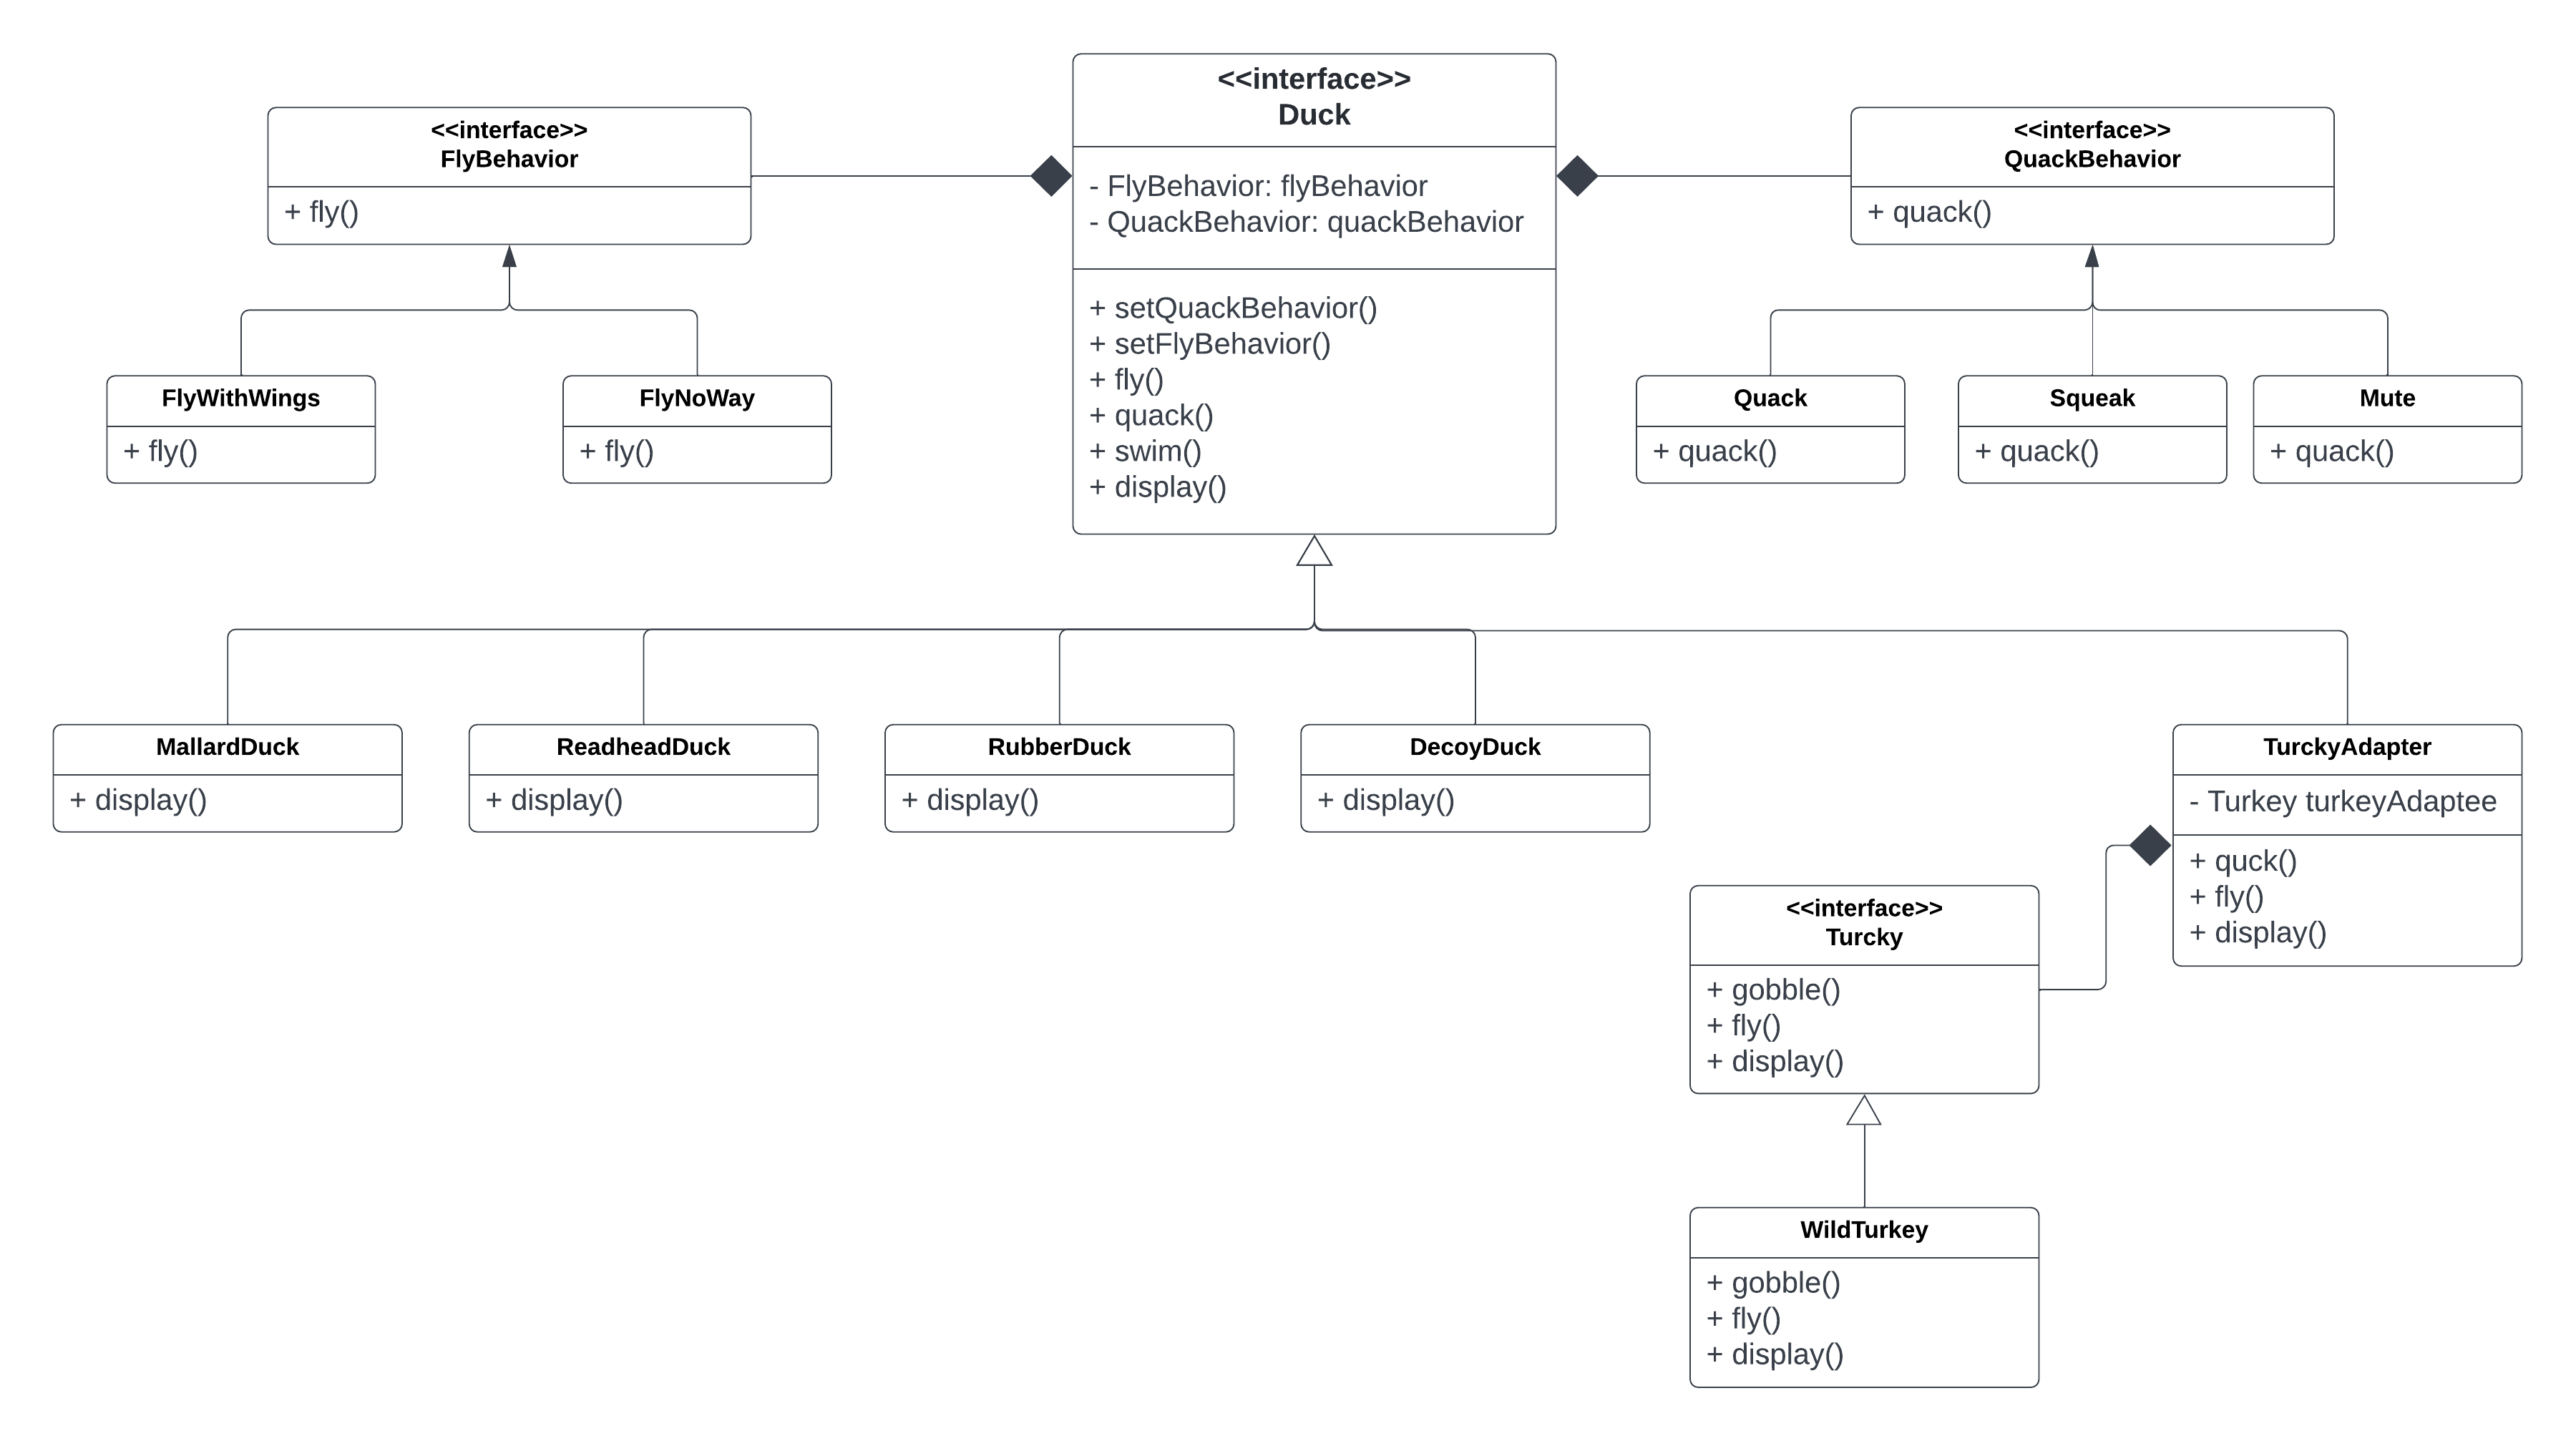 <<interface>>
Duck
- FlyBehavior: flyBehavior
- QuackBehavior: quackBehavior
+ setQuackBehavior()
+ setFlyBehavior()
+ fly()
+ quack()
+ swim()
+ display()
<<interface>>
FlyBehavior
+ fly()
<<interface>>
QuackBehavior
+ quack()
FlyWithWings
+ fly()
FlyNoWay
+ fly()
Quack
+ quack()
Squeak
+ quack()
Mute
+ quack()
MallardDuck
+ display()
ReadheadDuck
+ display()
RubberDuck
+ display()
DecoyDuck
+ display()
TurckyAdapter
- Turkey turkeyAdaptee
+ quck()
+ fly()
+ display()
<<interface>>
Turcky
+ gobble()
+ fly()
+ display()
WildTurkey
+ gobble()
+ fly()
+ display()